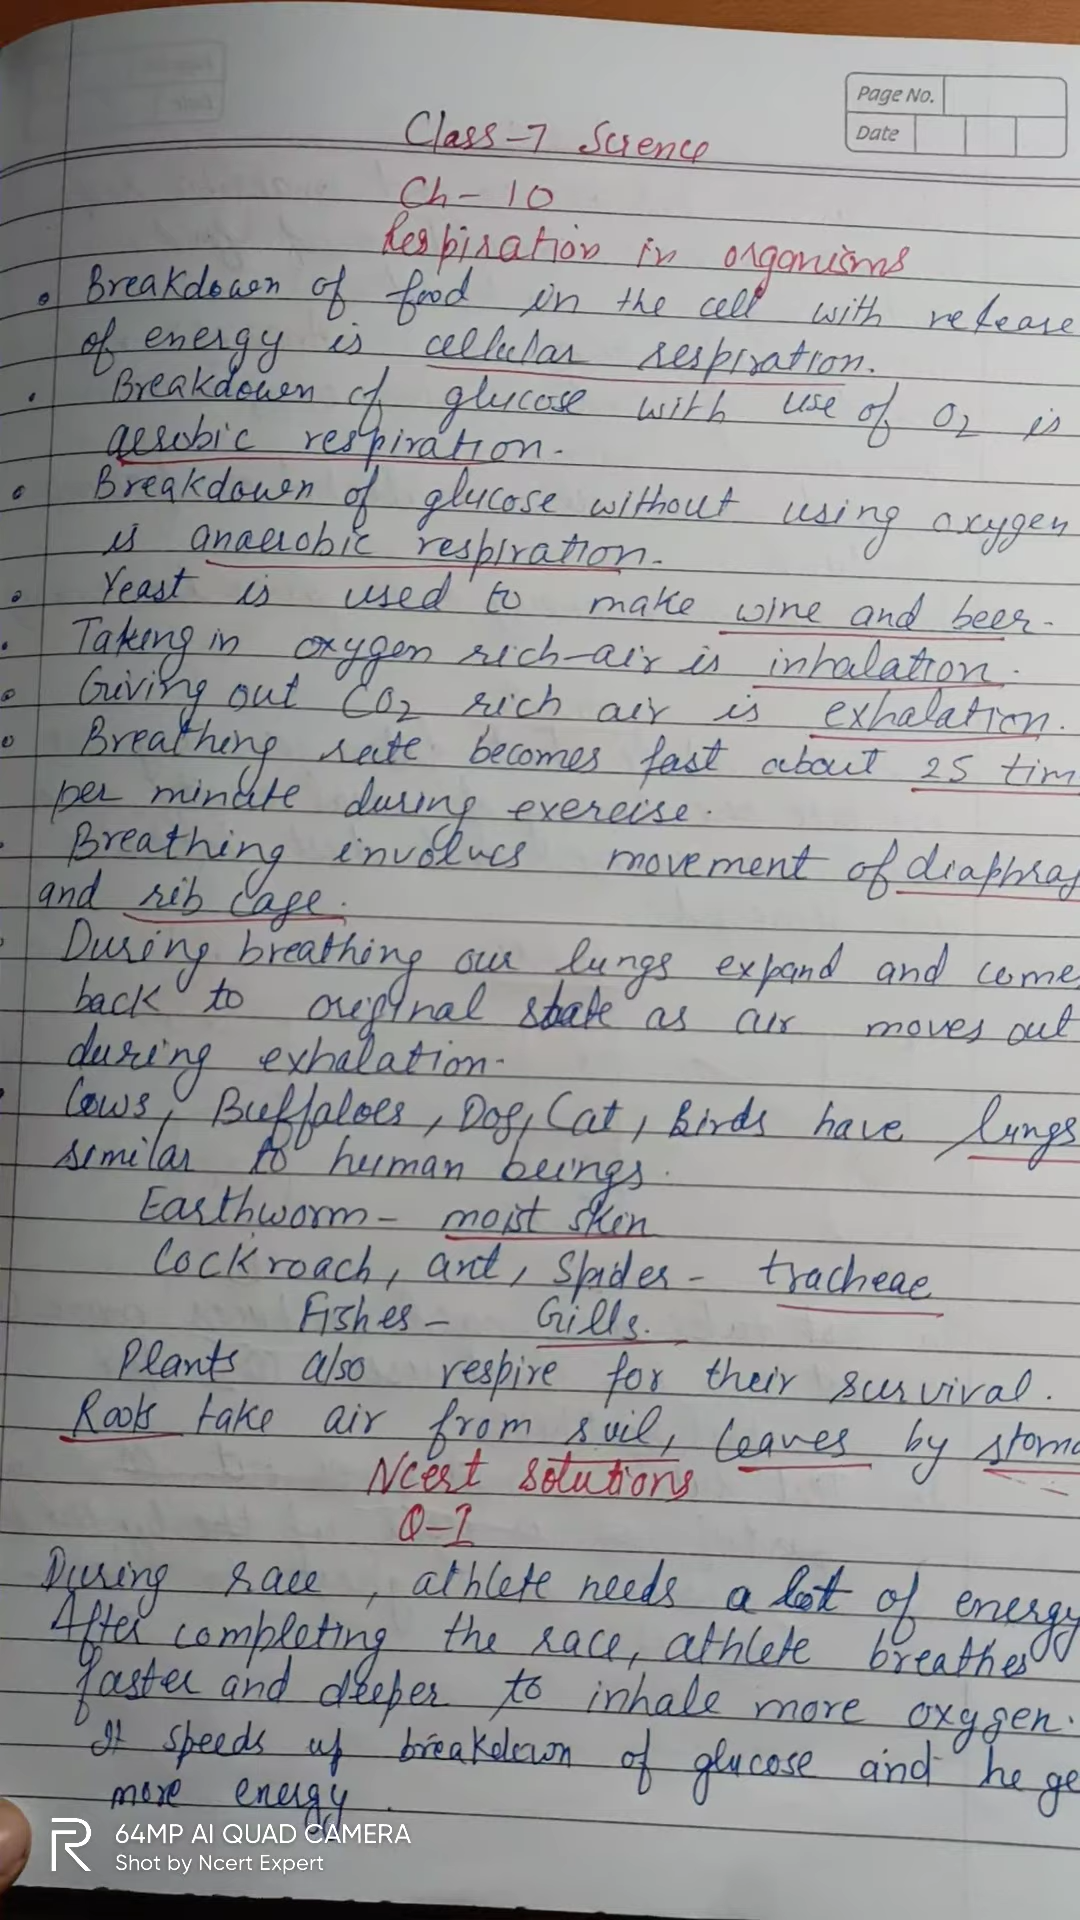 Page No.
Date
Class-7 Science
Ch-10
Respiration in organisms
Breakdown of food in the cell with release
of energy is cellular respiration.
Breakdown of glucose with use of O2 is
aerobic respiration.
Breakdown of glucose without using oxygen
is anaerobic respiration.
Yeast is used to make wine and beer.
Taking in oxygen rich-air is inhalation.
Giving out CO2 rich air is exhalation.
Breathing rate becomes fast about 25 tim
per minute during exercise.
Breathing involves movement of diaphrag
and rib cage.
During breathing our lungs expand and come
back to original state as air moves out
during exhalation.
Cows, Buffaloes, Dog, Cat, Birds have lungs
similar to human beings.
Earthworm - moist skin
Cockroach, ant, Spider - tracheae
Fishes - Gills.
Plants also respire for their survival.
Roots take air from soil, leaves by stoma
Ncert solutions
Q-1
During race, athlete needs a lot of energy
After completing the race, athlete breathes
faster and deeper to inhale more oxygen.
It speeds up breakdown of glucose and he ge
more energy.
64MP AI QUAD CAMERA
Shot by Ncert Expert